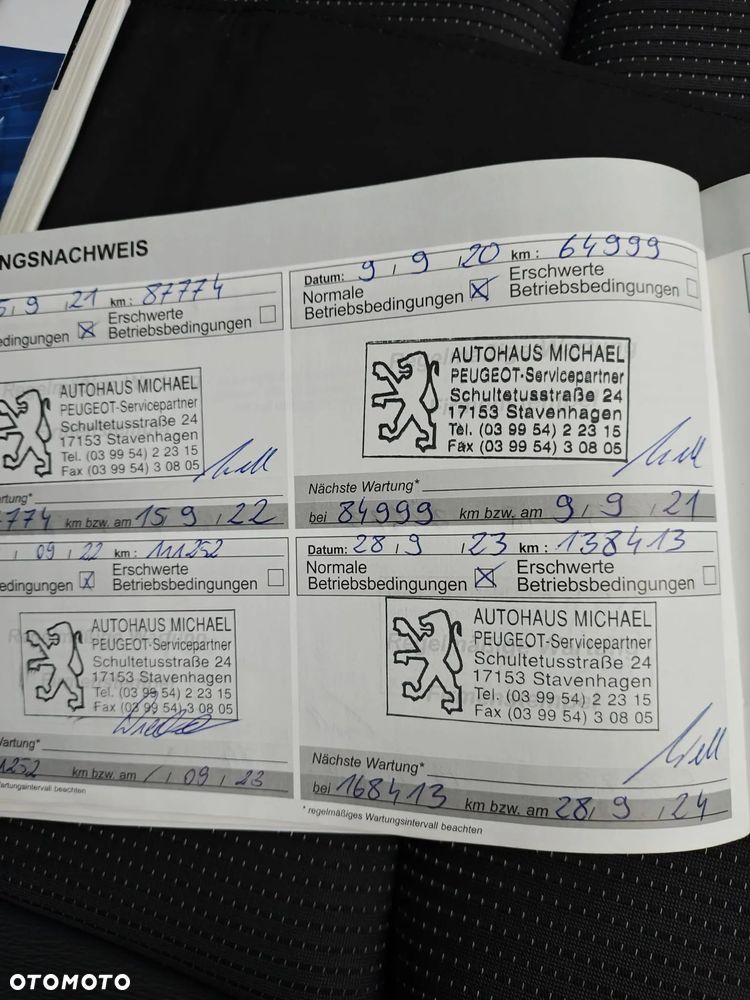 NGSNACHWEIS
5, 9 , 21 km : 87774
edingungen Erschwerte Betriebsbedingungen
AUTOHAUS MICHAEL
PEUGEOT-Servicepartner
Schultetusstraße 24
17153 Stavenhagen
Tel. (03 99 54) 2 23 15
Fax (03 99 54) 3 08 05
artung*
7774 km bzw. am 15, 9 , 22
Datum: 9 , 9 , 20 km : 64999
Normale Betriebsbedingungen Erschwerte Betriebsbedingungen
AUTOHAUS MICHAEL
PEUGEOT-Servicepartner
Schultetusstraße 24
17153 Stavenhagen
Tel. (03 99 54) 2 23 15
Fax (03 99 54) 3 08 05
Nächste Wartung*
bei 84999 km bzw. am 9 , 9 , 21
, 09 , 22 km : 111252
edingungen Erschwerte Betriebsbedingungen
AUTOHAUS MICHAEL
PEUGEOT-Servicepartner
Schultetusstraße 24
17153 Stavenhagen
Tel. (03 99 54) 2 23 15
Fax (03 99 54) 3 08 05
Wartung*
1252 km bzw. am / , 09 , 23
Wartungsintervall beachten
Datum: 28 , 9 , 23 km : 138413
Normale Betriebsbedingungen Erschwerte Betriebsbedingungen
AUTOHAUS MICHAEL
PEUGEOT-Servicepartner
Schultetusstraße 24
17153 Stavenhagen
Tel. (03 99 54) 2 23 15
Fax (03 99 54) 3 08 05
Nächste Wartung*
bei 168413 km bzw. am 28, 9 , 24
* regelmäßiges Wartungsintervall beachten
OTOMOTO